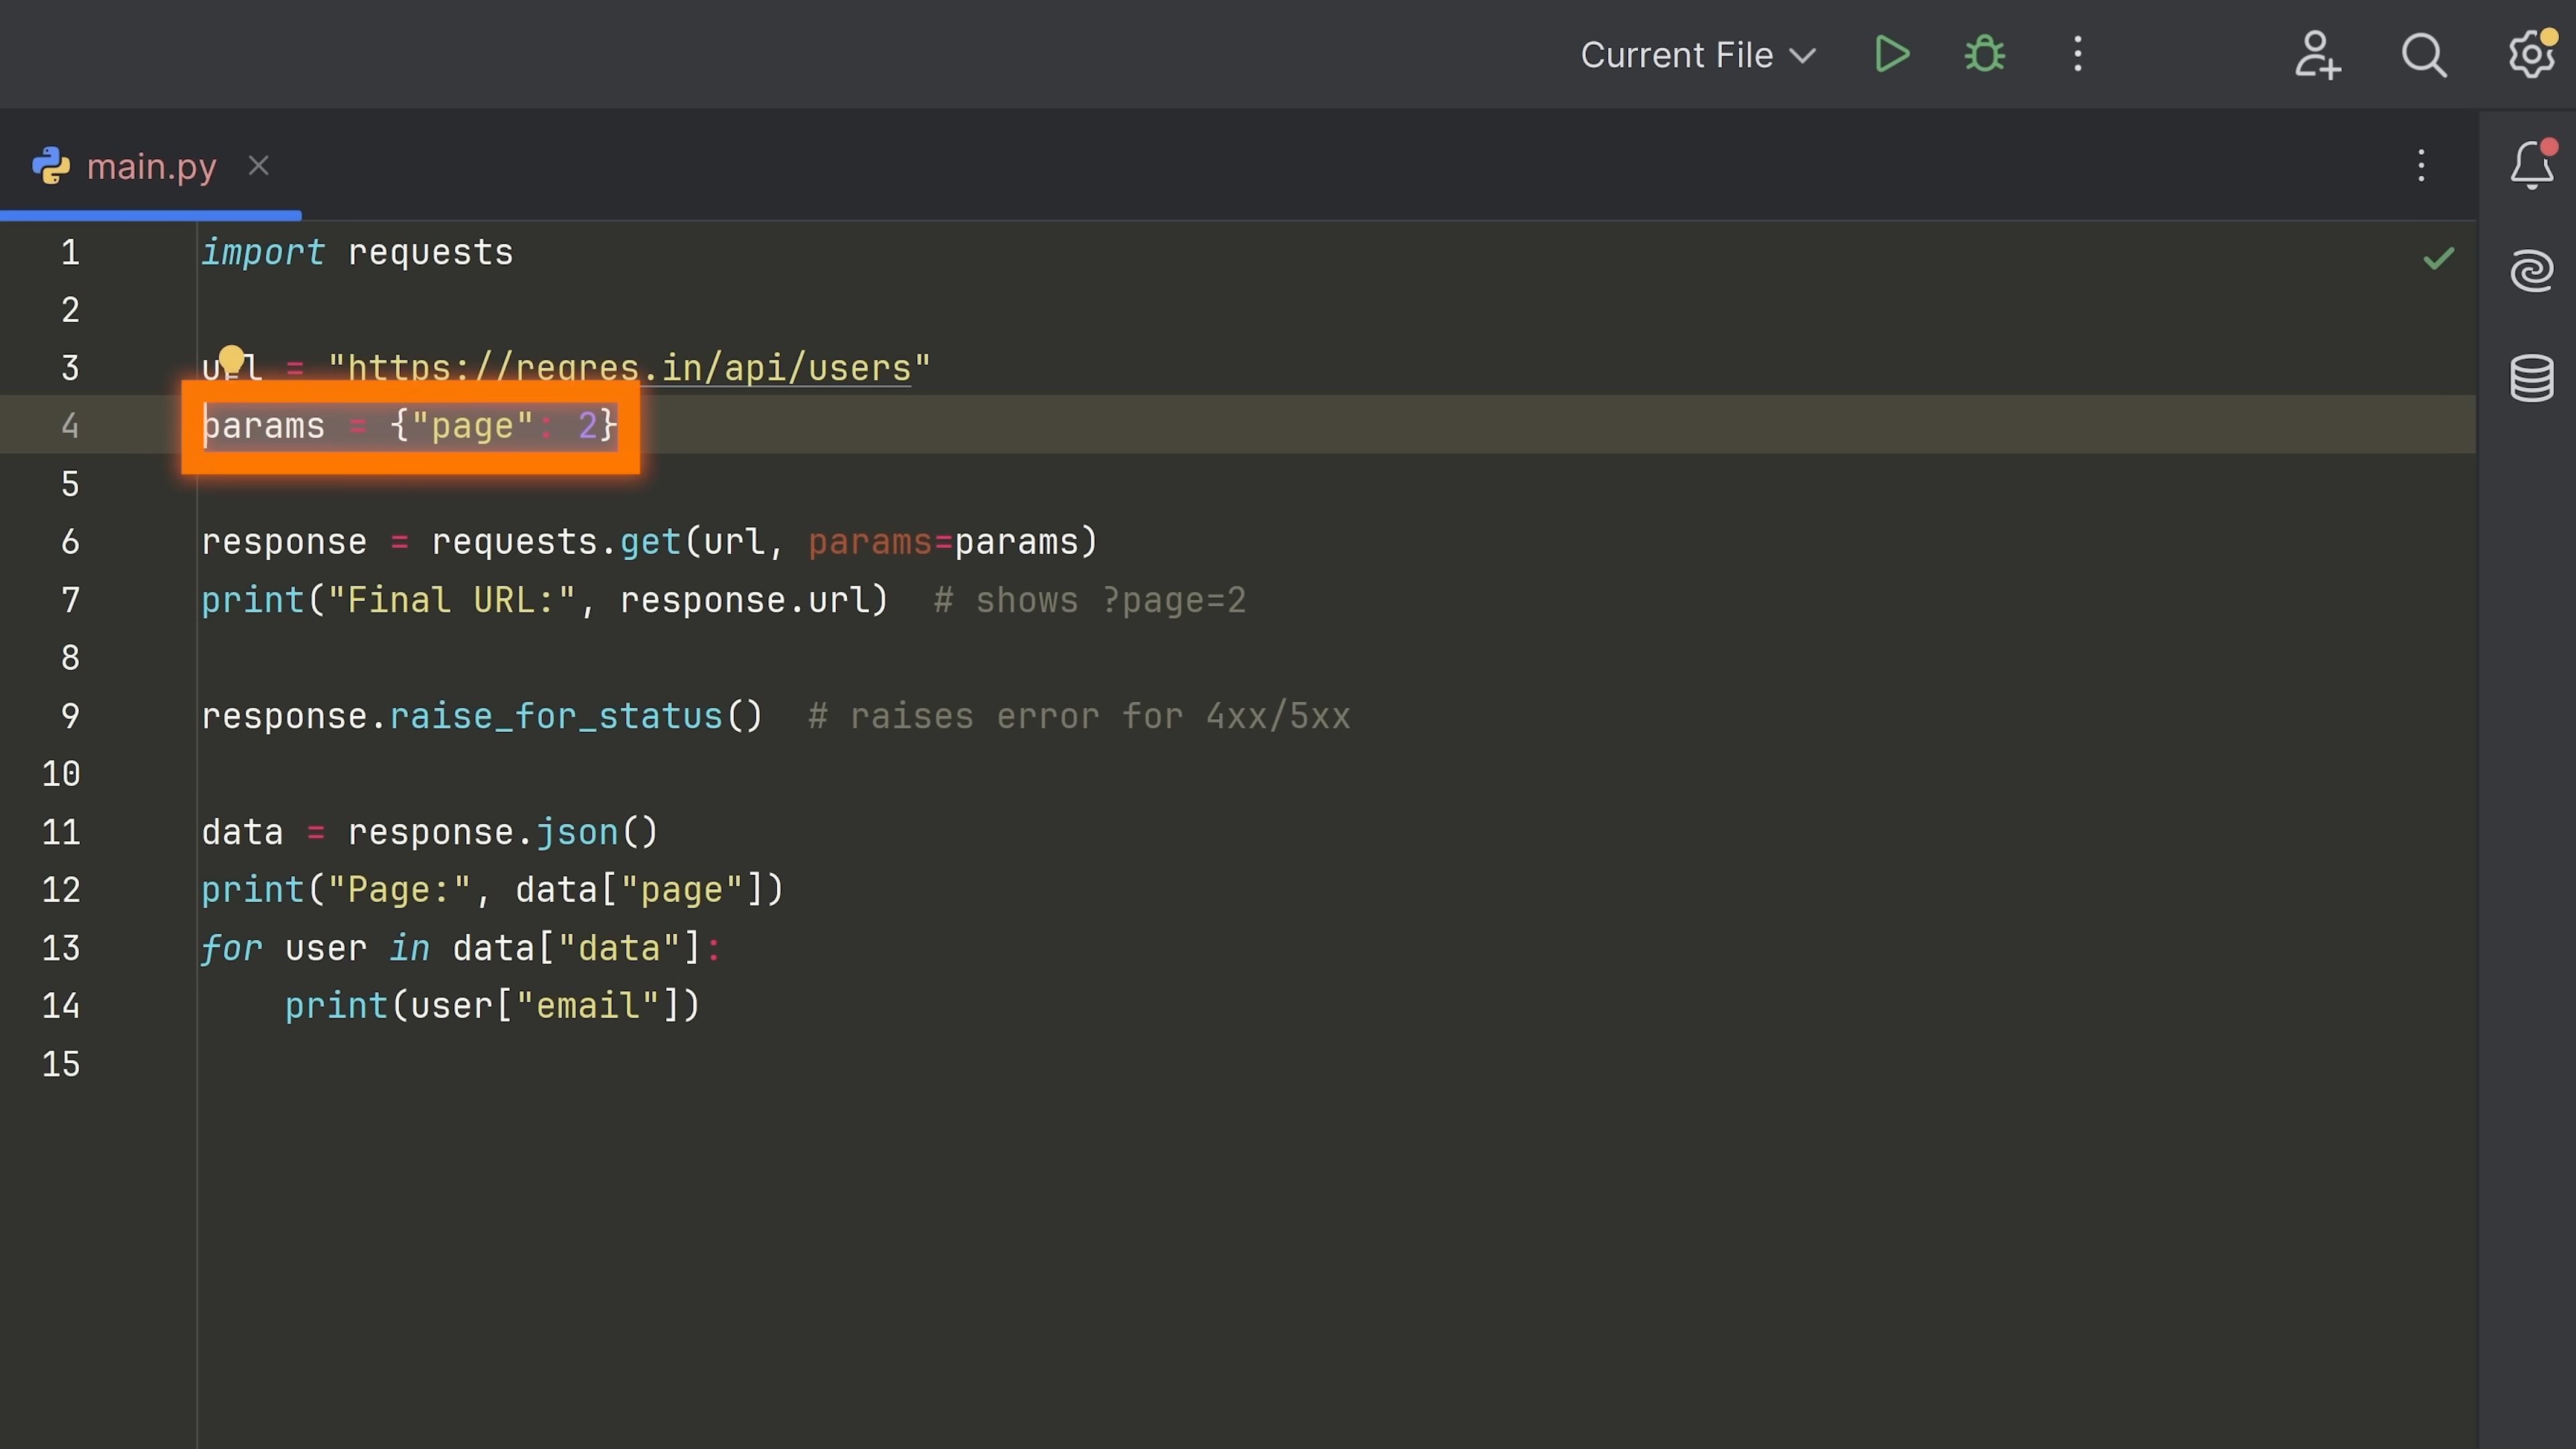 Current File
main.py
1 import requests
2
3 url = "https://reqres.in/api/users"
4 params = {"page": 2}
5
6 response = requests.get(url, params=params)
7 print("Final URL:", response.url)  # shows ?page=2
8
9 response.raise_for_status()  # raises error for 4xx/5xx
10
11 data = response.json()
12 print("Page:", data["page"])
13 for user in data["data"]:
14     print(user["email"])
15